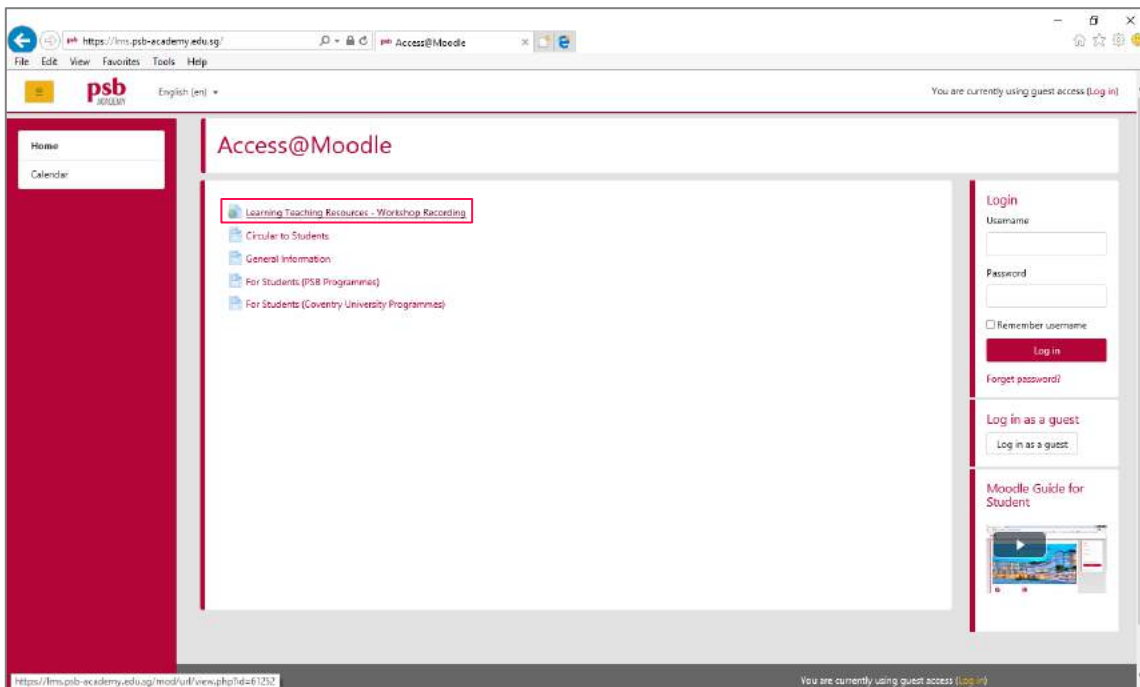 https://lms.psb-academy.edu.sg/
psb Access@Moodle
File Edit View Favorites Tools Help
psb
ACADEMY
English (en)
You are currently using guest access (Log in)
Home
Calendar
Access@Moodle
Learning Teaching Resources - Workshop Recording
Circular to Students
General Information
For Students (PSB Programmes)
For Students (Coventry University Programmes)
Login
Username
Password
Remember username
Log in
Forget password?
Log in as a guest
Log in as a guest
Moodle Guide for
Student
https://lms.psb-academy.edu.sg/mod/url/view.php?id=61252
You are currently using guest access (Log in)